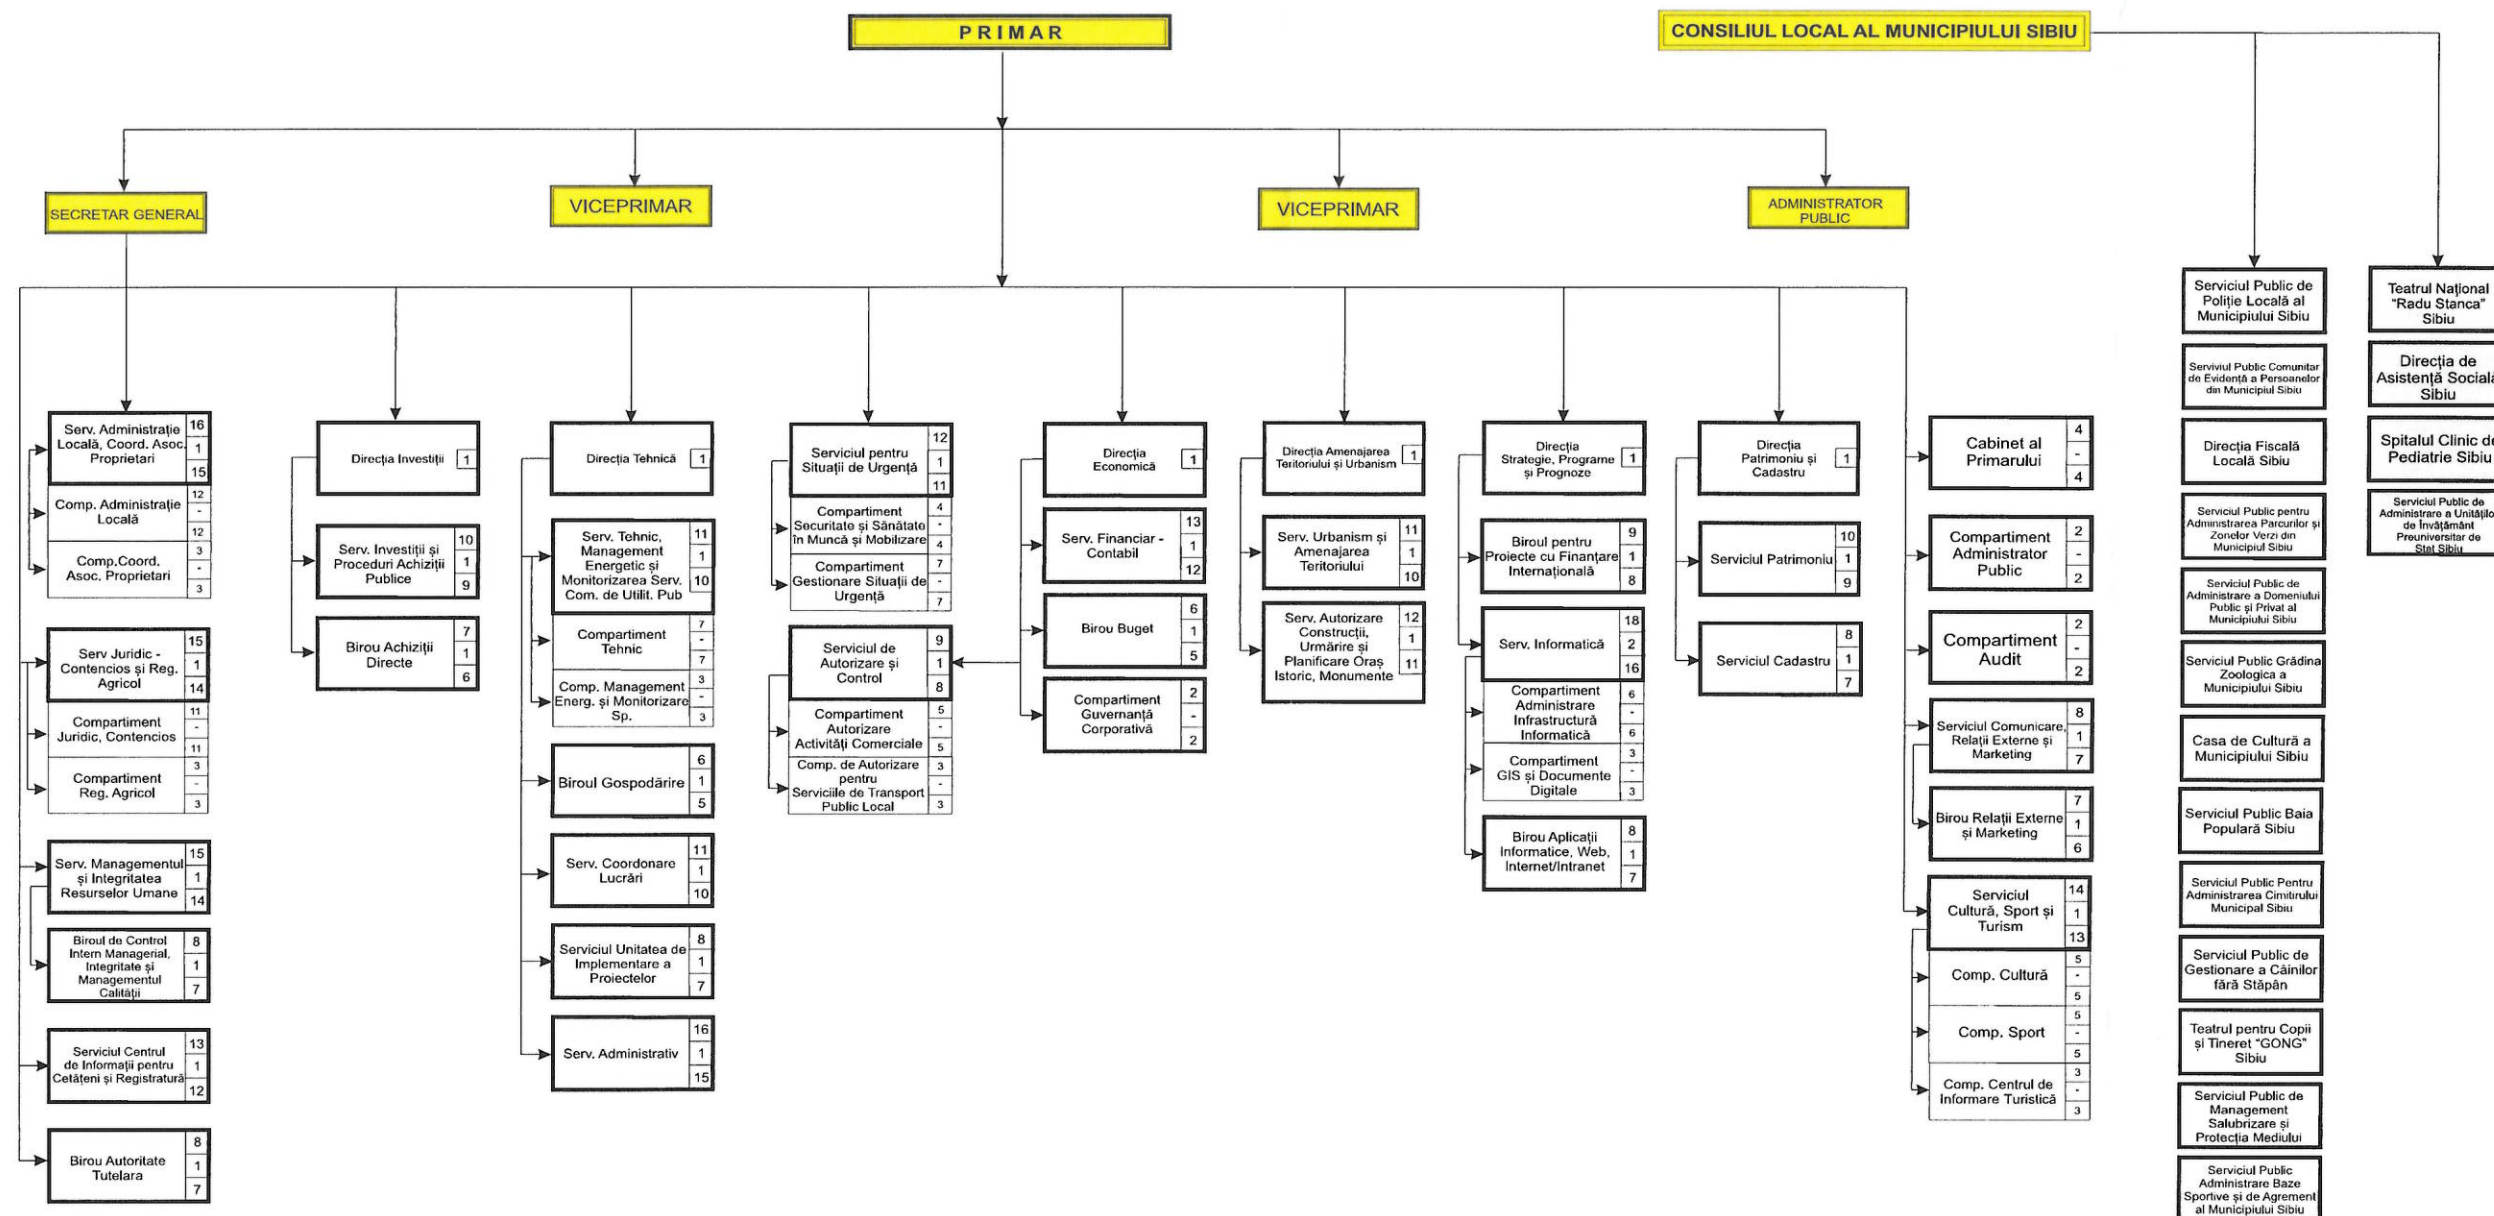 PRIMAR
CONSILIUL LOCAL AL MUNICIPIULUI SIBIU
SECRETAR GENERAL
VICEPRIMAR
VICEPRIMAR
ADMINISTRATOR
PUBLIC
Serv. Administrație
Locală, Coord. Asoc.
Proprietari
16
1
15
Comp. Administrație
Locală
12
-
12
Comp.Coord.
Asoc. Proprietari
3
-
3
Serv Juridic -
Contencios și Reg.
Agricol
15
1
14
Compartiment
Juridic, Contencios
11
-
11
Compartiment
Reg. Agricol
3
-
3
Serv. Managementul
și Integritatea
Resurselor Umane
15
1
14
Biroul de Control
Intern Managerial,
Integritate și
Managementul
Calității
8
1
7
Serviciul Centrul
de Informații pentru
Cetățeni și Registratură
13
1
12
Birou Autoritate
Tutelara
8
1
7
Direcția Investiții
1
Serv. Investiții și
Proceduri Achiziții
Publice
10
1
9
Birou Achiziții
Directe
7
1
6
Direcția Tehnică
1
Serv. Tehnic,
Management
Energetic și
Monitorizarea Serv.
Com. de Utilit. Pub
11
1
10
Compartiment
Tehnic
7
-
7
Comp. Management
Energ. și Monitorizare
Sp.
3
-
3
Biroul Gospodărire
6
1
5
Serv. Coordonare
Lucrări
11
1
10
Serviciul Unitatea de
Implementare a
Proiectelor
8
1
7
Serv. Administrativ
16
1
15
Serviciul pentru
Situații de Urgență
12
1
11
Compartiment
Securitate și Sănătate
în Muncă și Mobilizare
4
-
4
Compartiment
Gestionare Situații de
Urgență
7
-
7
Serviciul de
Autorizare și
Control
9
1
8
Compartiment
Autorizare
Activități Comerciale
5
-
5
Comp. de Autorizare
pentru
Serviciile de Transport
Public Local
3
-
3
Direcția
Economică
1
Serv. Financiar -
Contabil
13
1
12
Birou Buget
6
1
5
Compartiment
Guvernanță
Corporativă
2
-
2
Direcția Amenajarea
Teritoriului și Urbanism
1
Serv. Urbanism și
Amenajarea
Teritoriului
11
1
10
Serv. Autorizare
Construcții,
Urmărire și
Planificare Oraș
Istoric, Monumente
12
1
11
Direcția
Strategie, Programe
și Prognoze
1
Biroul pentru
Proiecte cu Finanțare
Internațională
9
1
8
Serv. Informatică
18
2
16
Compartiment
Administrare
Infrastructură
Informatică
6
-
6
Compartiment
GIS și Documente
Digitale
3
-
3
Birou Aplicații
Informatice, Web,
Internet/Intranet
8
1
7
Direcția
Patrimoniu și
Cadastru
1
Serviciul Patrimoniu
10
1
9
Serviciul Cadastru
8
1
7
Cabinet al
Primarului
4
-
4
Compartiment
Administrator
Public
2
-
2
Compartiment
Audit
2
-
2
Serviciul Comunicare,
Relații Externe și
Marketing
8
1
7
Birou Relații Externe
și Marketing
7
1
6
Serviciul
Cultură, Sport și
Turism
14
1
13
Comp. Cultură
5
-
5
Comp. Sport
5
-
5
Comp. Centrul de
Informare Turistică
3
-
3
Serviciul Public de
Poliție Locală al
Municipiului Sibiu
Serviviul Public Comunitar
de Evidență a Persoanelor
din Municipiul Sibiu
Direcția Fiscală
Locală Sibiu
Serviciul Public pentru
Administrarea Parcurilor și
Zonelor Verzi din
Municipiul Sibiu
Serviciul Public de
Administrare a Domeniului
Public și Privat al
Municipiului Sibiu
Serviciul Public Grădina
Zoologica a
Municipiului Sibiu
Casa de Cultură a
Municipiului Sibiu
Serviciul Public Baia
Populară Sibiu
Serviciul Public Pentru
Administrarea Cimitirului
Municipal Sibiu
Serviciul Public de
Gestionare a Câinilor
fără Stăpân
Teatrul pentru Copii
și Tineret "GONG"
Sibiu
Serviciul Public de
Management
Salubrizare și
Protecția Mediului
Serviciul Public
Administrare Baze
Sportive și de Agrement
al Municipiului Sibiu
Teatrul Național
"Radu Stanca"
Sibiu
Direcția de
Asistență Socială
Sibiu
Spitalul Clinic de
Pediatrie Sibiu
Serviciul Public de
Administrare a Unităților
de Învățământ
Preuniversitar de
Stat Sibiu